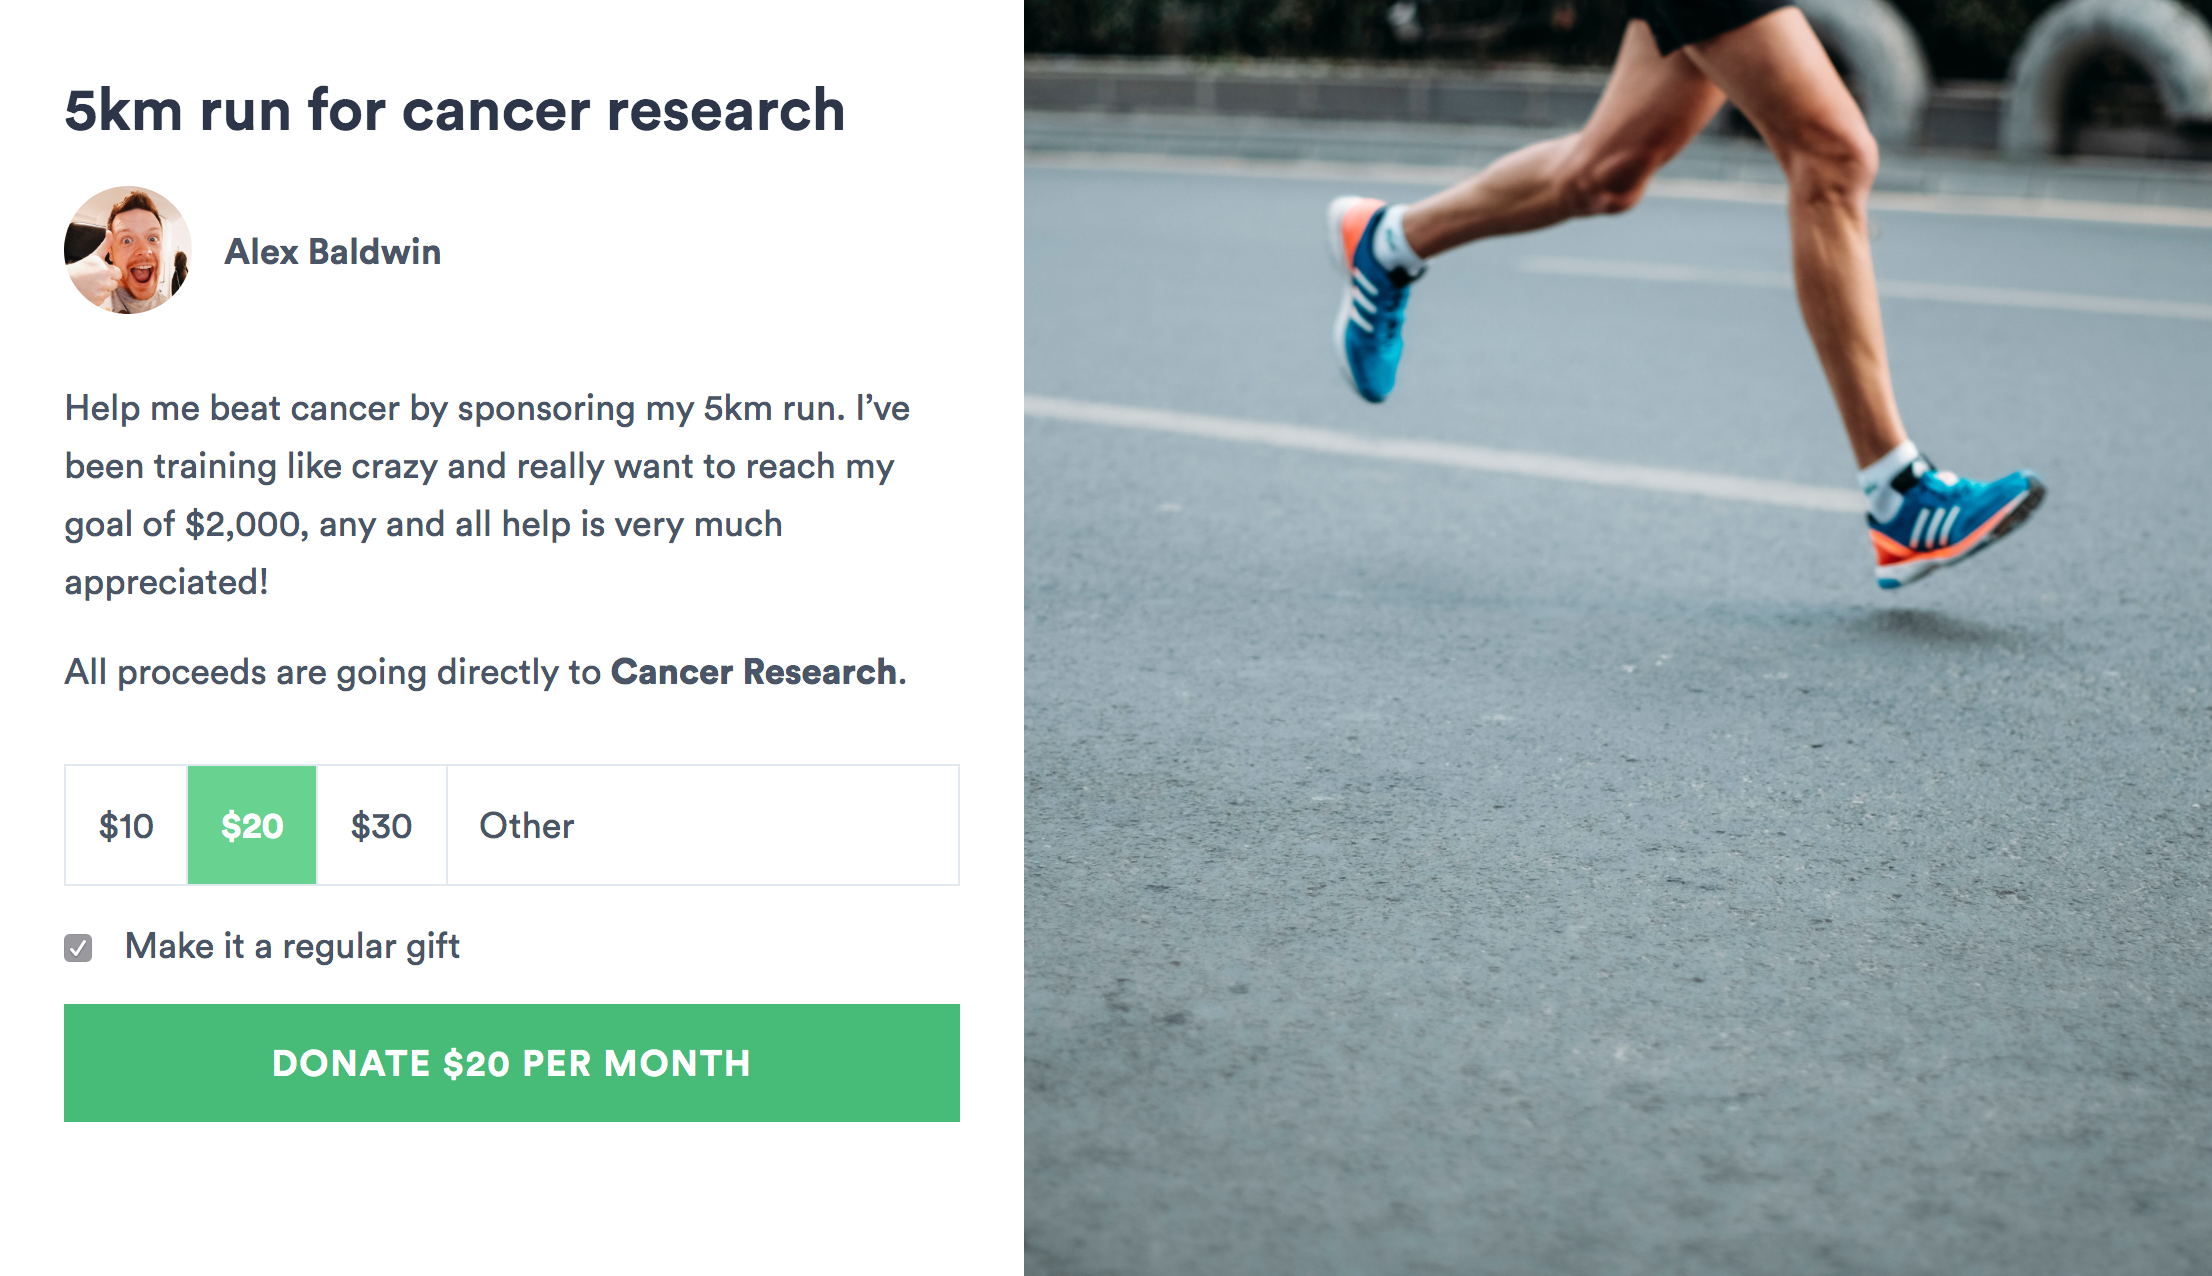 5km run for cancer research
Alex Baldwin
Help me beat cancer by sponsoring my 5km run. I’ve
been training like crazy and really want to reach my
goal of $2,000, any and all help is very much
appreciated!
All proceeds are going directly to Cancer Research.
$10 $20 $30 Other
Make it a regular gift
DONATE $20 PER MONTH